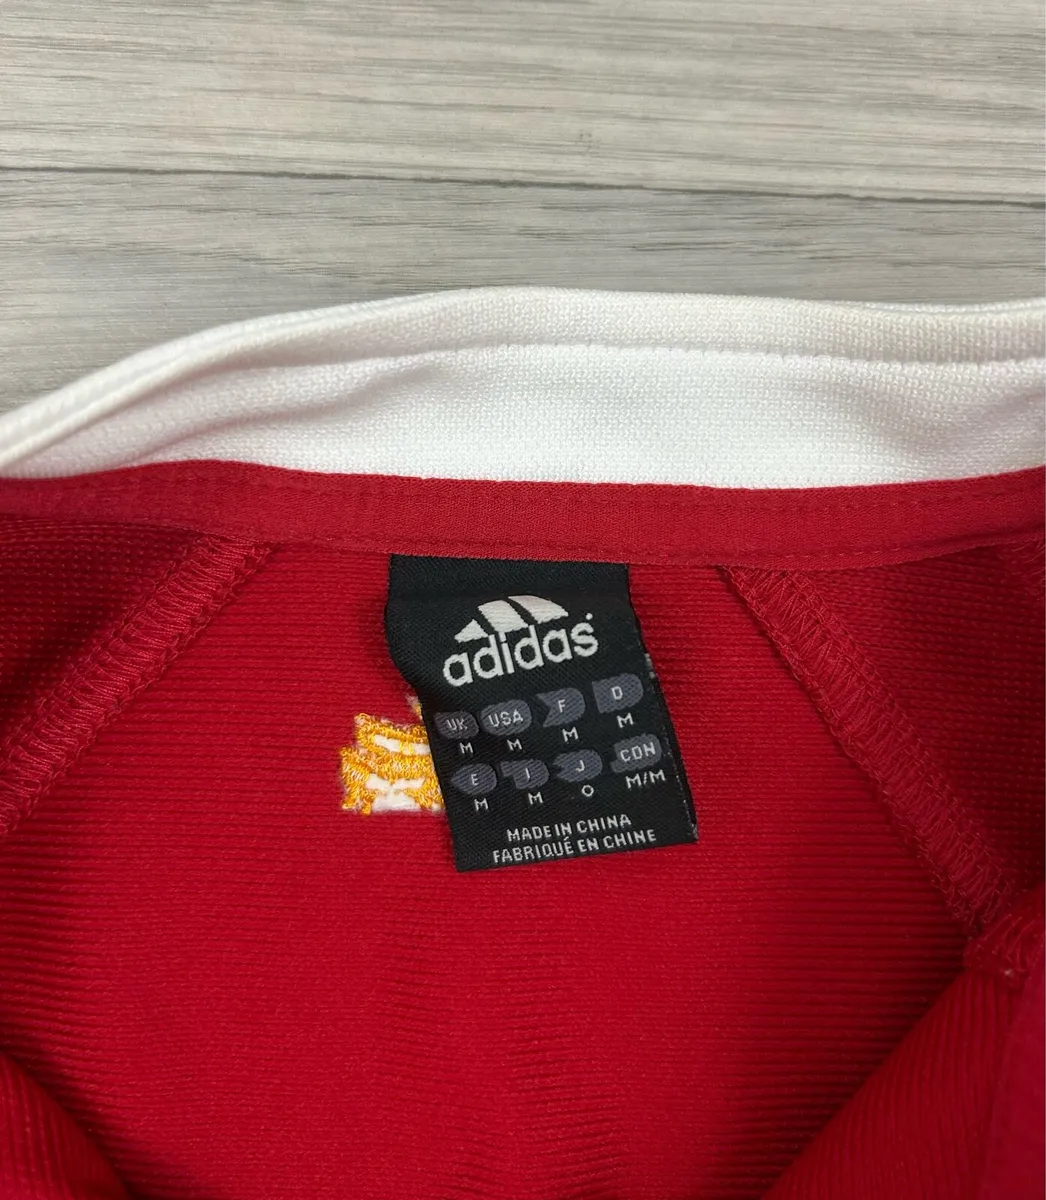 adidas
UK USA F D
M M M M
E I J CDN
M M O M/M
MADE IN CHINA
FABRIQUÉ EN CHINE